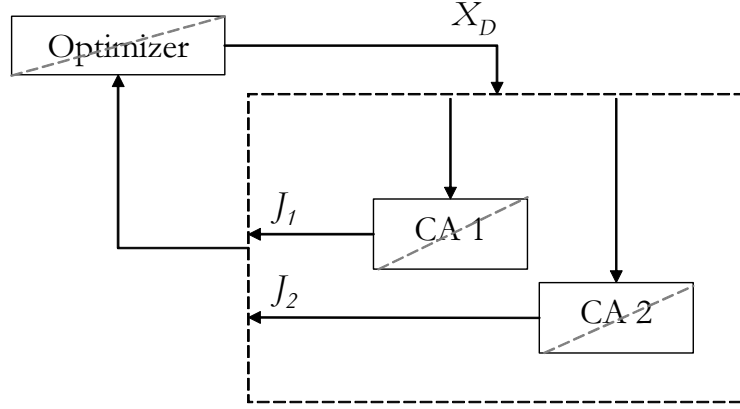 X_D
Optimizer
J_1
CA 1
J_2
CA 2